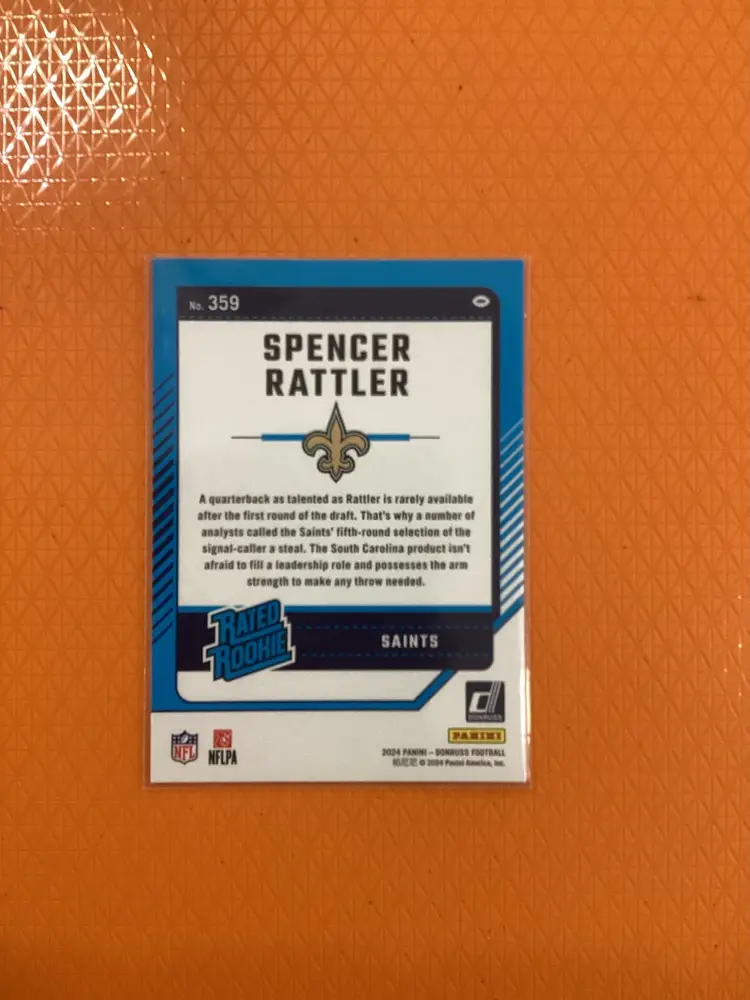 No. 359
SPENCER
RATTLER
A quarterback as talented as Rattler is rarely available
after the first round of the draft. That's why a number of
analysts called the Saints' fifth-round selection of the
signal-caller a steal. The South Carolina product isn't
afraid to fill a leadership role and possesses the arm
strength to make any throw needed.
RATED
ROOKIE
SAINTS
DONRUSS
PANINI
NFL
NFLPA
2024 PANINI – DONRUSS FOOTBALL
© 2024 Panini America, Inc.